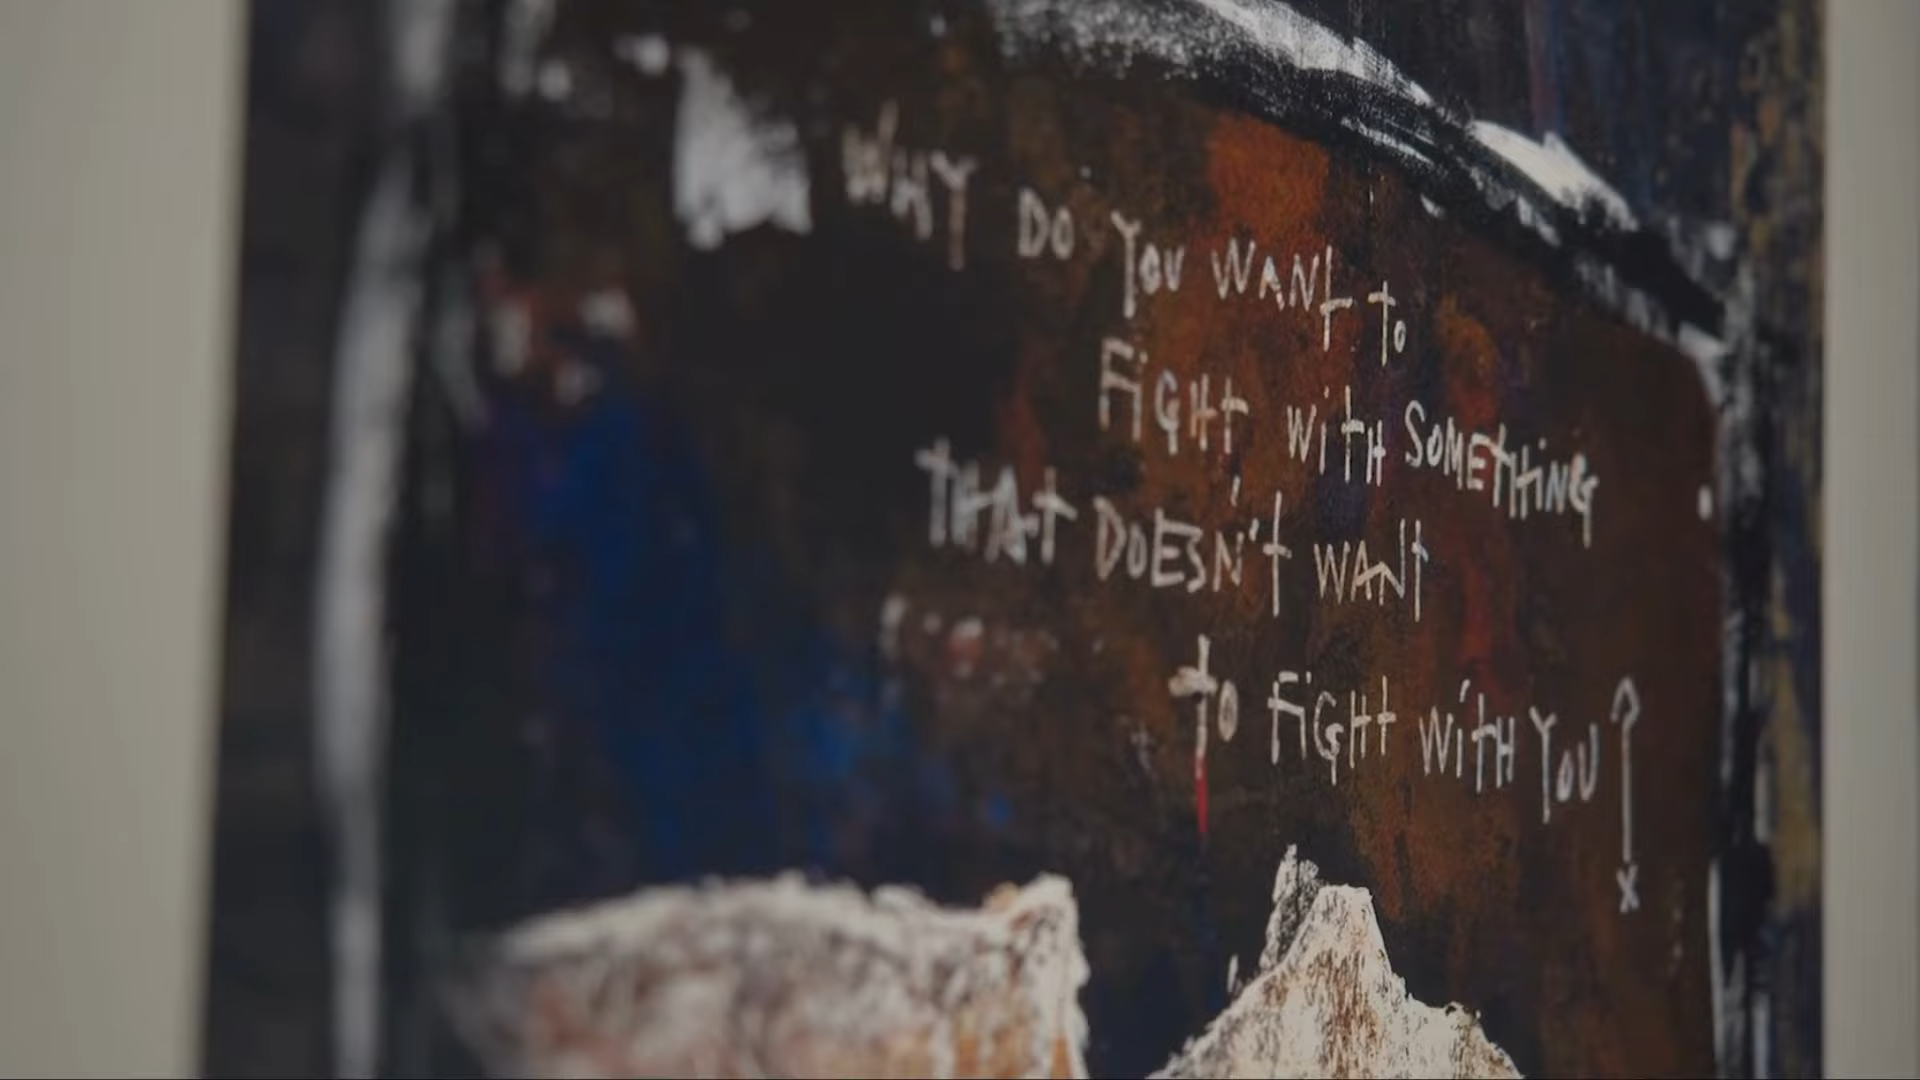 WHY DO YOU WANT to
FiGHt WitH SOMEtHiNG
tHAt DOESN't WANt
to FiGHt WitH YOU?
x